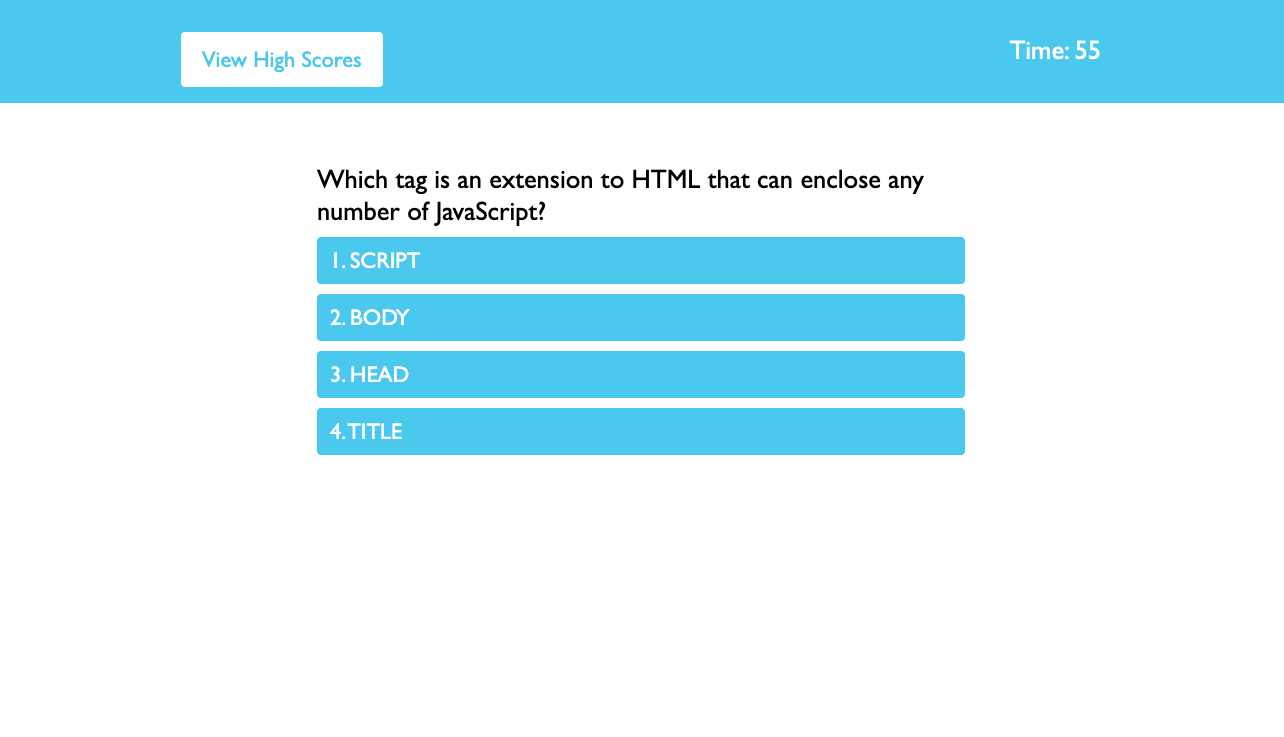 View High Scores
Time: 55
Which tag is an extension to HTML that can enclose any
number of JavaScript?
1. SCRIPT
2. BODY
3. HEAD
4. TITLE